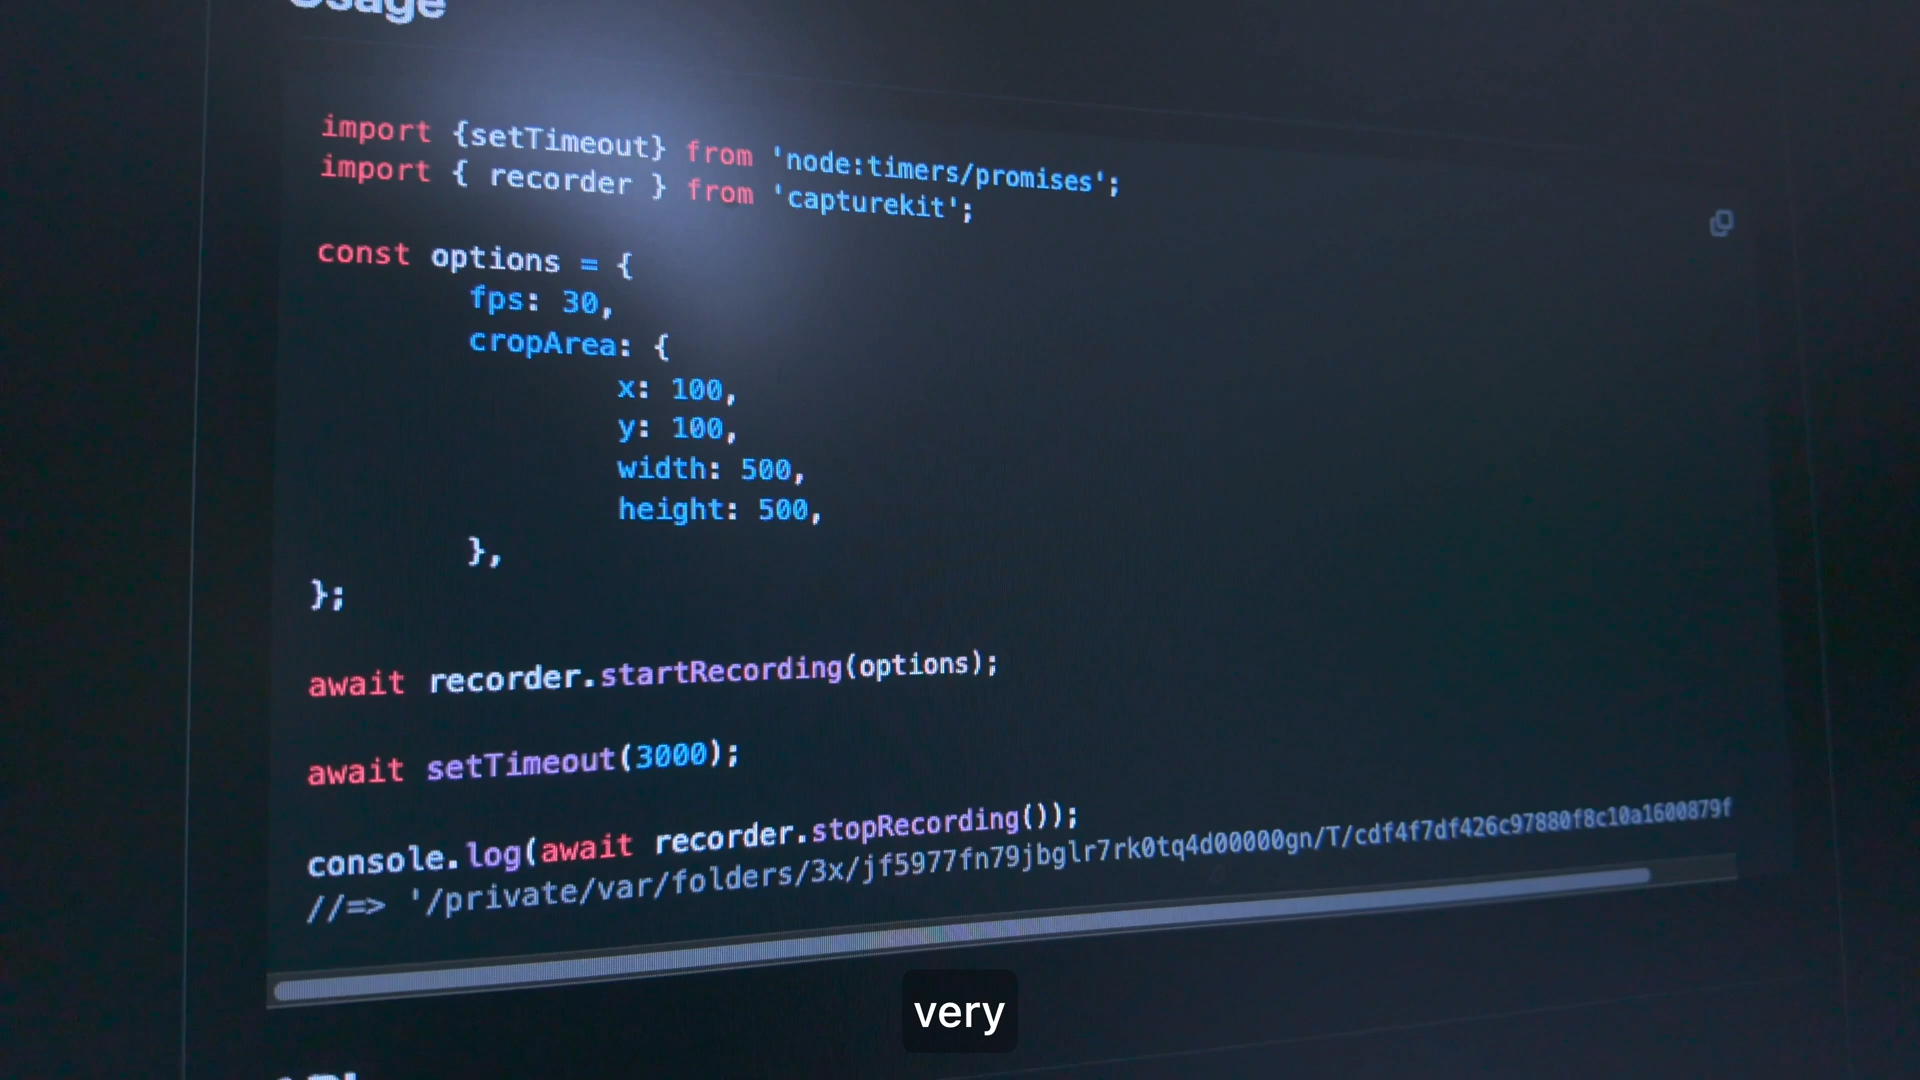 Usage
import {setTimeout} from 'node:timers/promises';
import { recorder } from 'capturekit';
const options = {
fps: 30,
cropArea: {
x: 100,
y: 100,
width: 500,
height: 500,
},
};
await recorder.startRecording(options);
await setTimeout(3000);
console.log(await recorder.stopRecording());
//=> '/private/var/folders/3x/jf5977fn79jbglr7rk0tq4d00000gn/T/cdf4f7df426c97880f8c10a1600879f
very